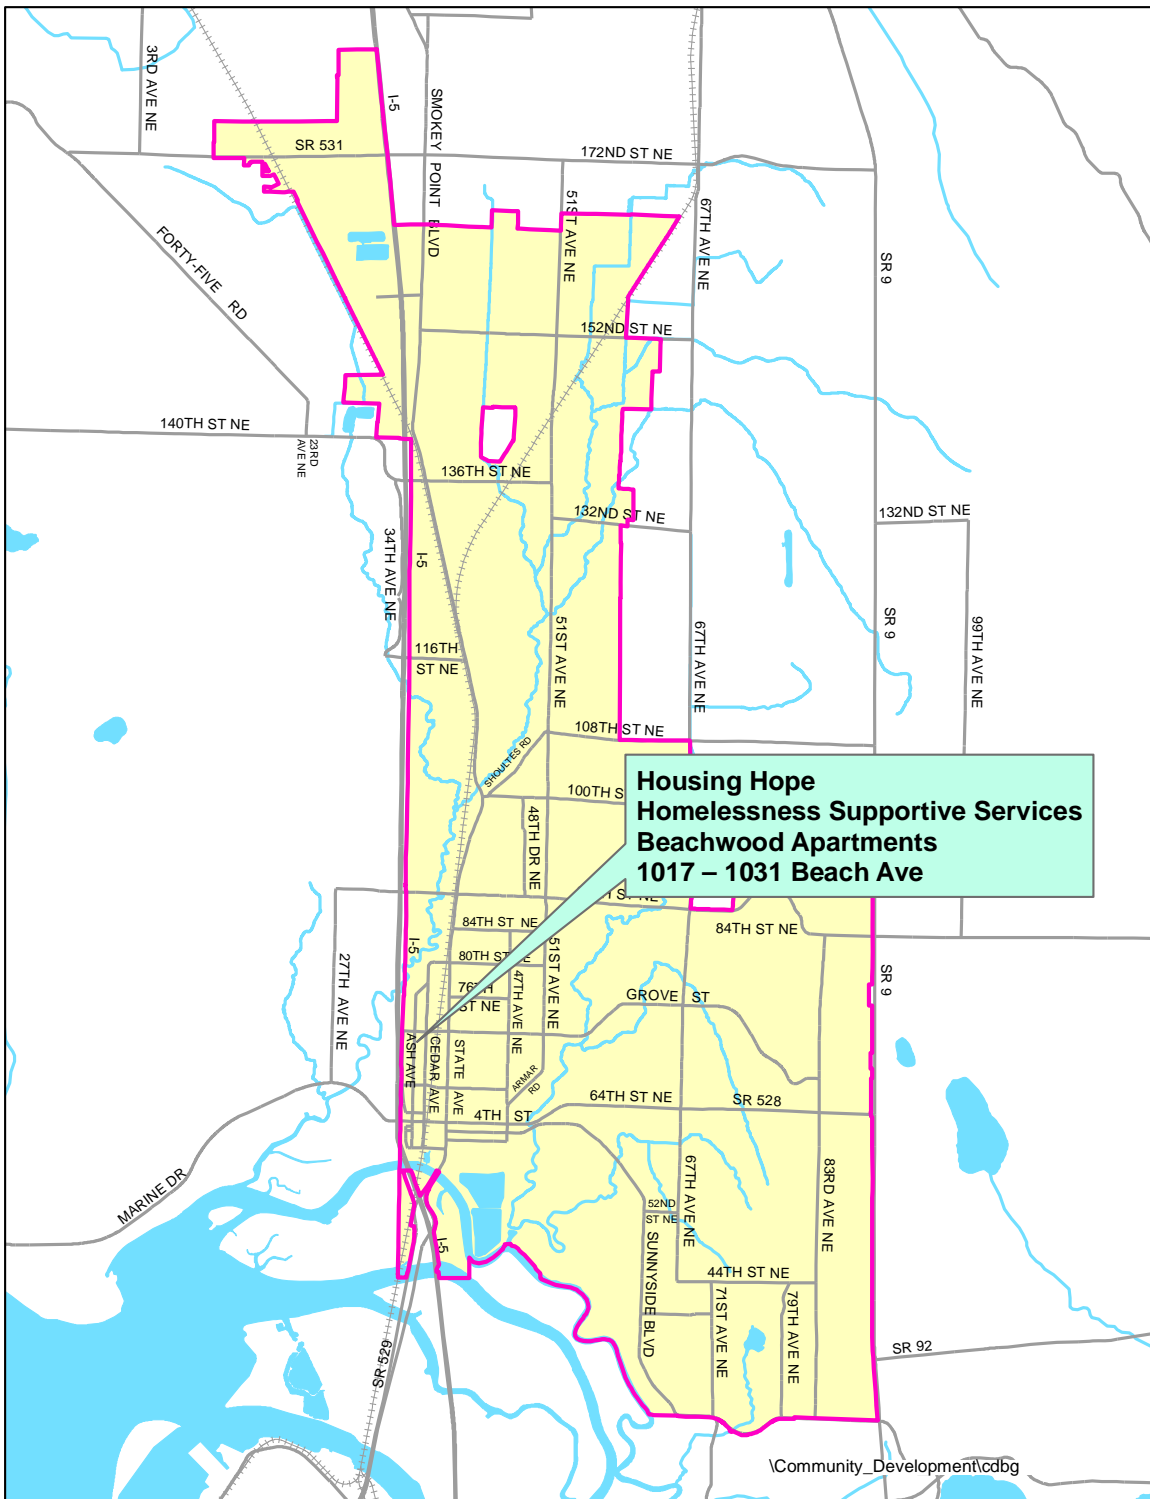 3RD AVE NE
I-5
SMOKEY POINT BLVD
SR 531
172ND ST NE
51ST AVE NE
67TH AVE NE
FORTY-FIVE RD
SR 9
152ND ST NE
140TH ST NE
23RD
AVE NE
136TH ST NE
132ND ST NE
132ND ST NE
34TH AVE NE
I-5
51ST AVE NE
67TH AVE NE
SR 9
99TH AVE NE
116TH
ST NE
108TH ST NE
SHOULTES RD
100TH S
48TH DR NE
Housing Hope
Homelessness Supportive Services
Beachwood Apartments
1017 – 1031 Beach Ave
ST NE
84TH ST NE
84TH ST NE
I-5
27TH AVE NE
80TH ST E
51ST AVE NE
47TH AVE NE
76TH
ST NE
SR 9
GROVE ST
ASH AVE
CEDAR AVE
STATE AVE
ARMAR
RD
64TH ST NE
SR 528
4TH ST
MARINE DR
67TH AVE NE
83RD AVE NE
52ND
ST NE
SUNNYSIDE BLVD
I-5
44TH ST NE
71ST AVE NE
79TH AVE NE
SR 529
SR 92
\Community_Development\cdbg